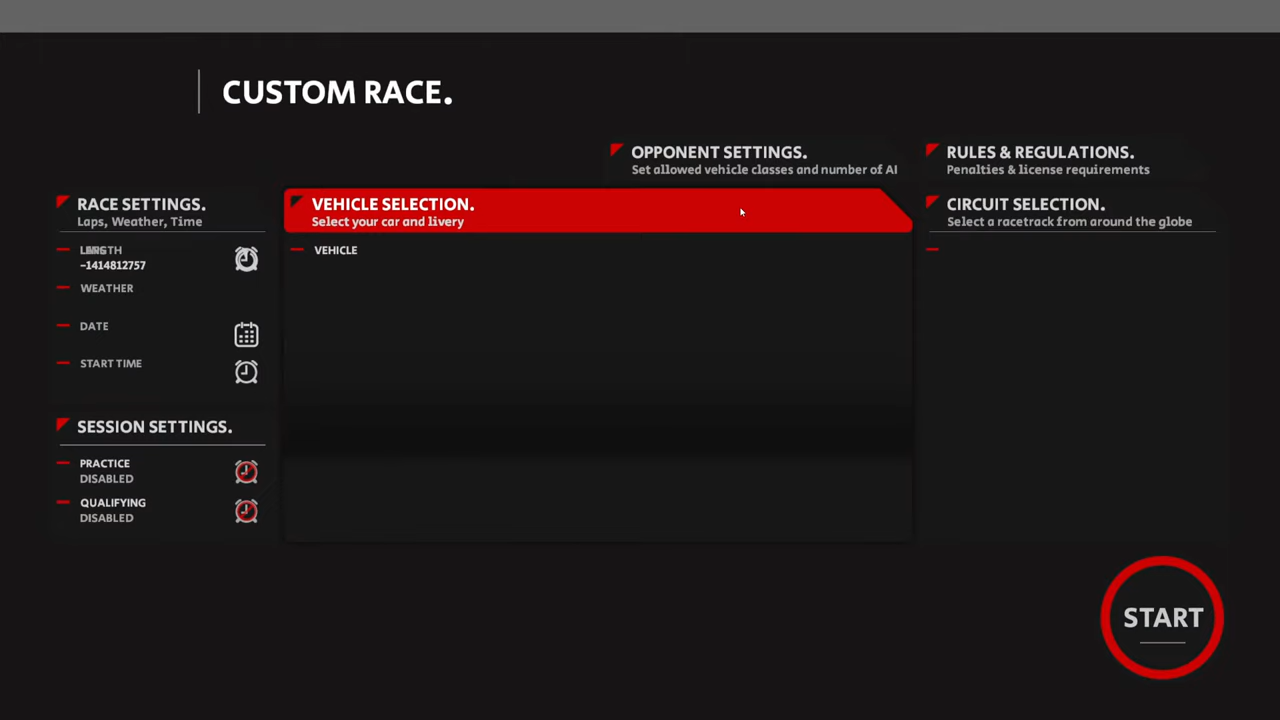 CUSTOM RACE.
OPPONENT SETTINGS.
Set allowed vehicle classes and number of AI
RULES & REGULATIONS.
Penalties & license requirements
RACE SETTINGS.
Laps, Weather, Time
VEHICLE SELECTION.
Select your car and livery
CIRCUIT SELECTION.
Select a racetrack from around the globe
-1414812757
WEATHER
DATE
START TIME
VEHICLE
SESSION SETTINGS.
PRACTICE
DISABLED
QUALIFYING
DISABLED
START